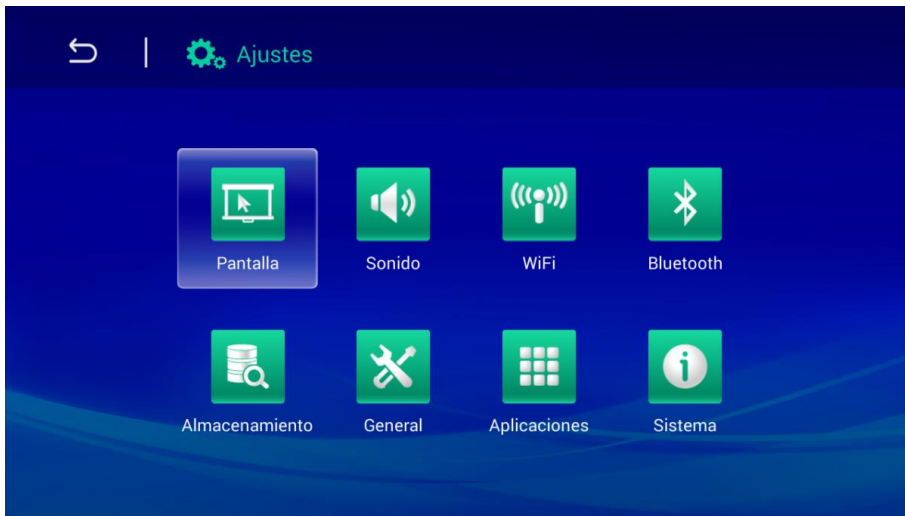 Ajustes
Pantalla Sonido WiFi Bluetooth
Almacenamiento General Aplicaciones Sistema